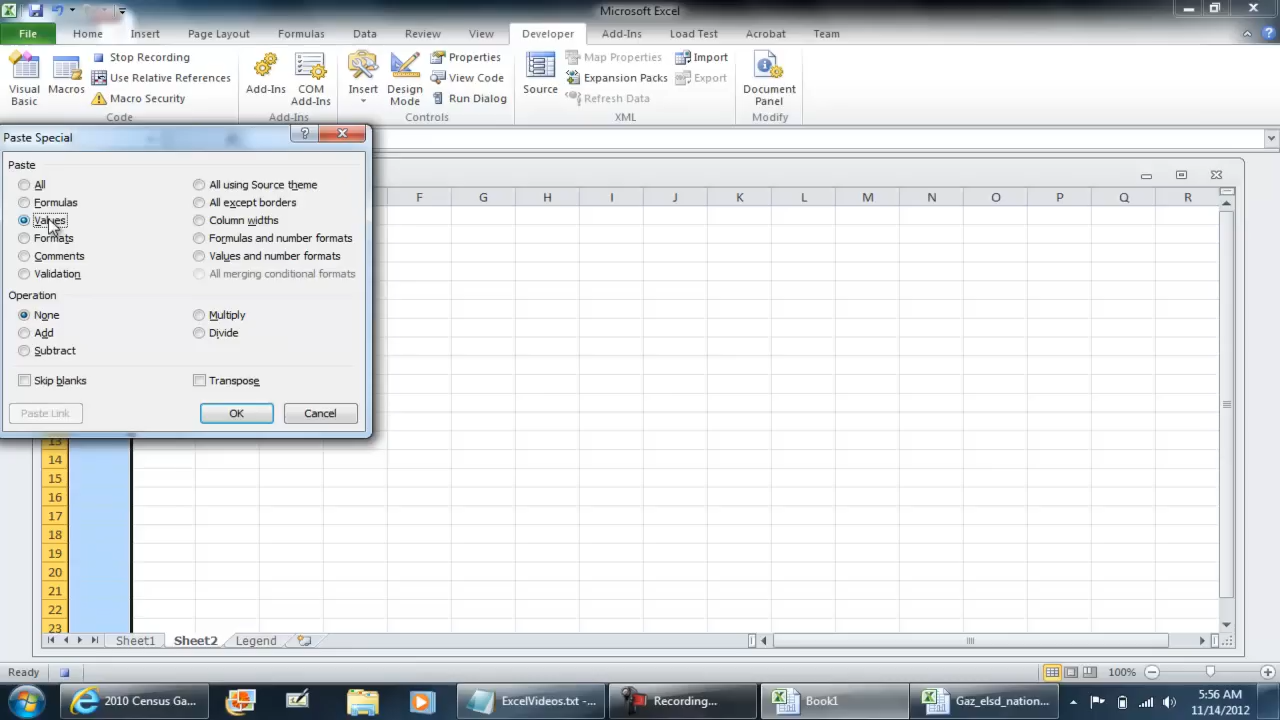 Microsoft Excel
File Home Insert Page Layout Formulas Data Review View Developer Add-Ins Load Test Acrobat Team
Visual Basic
Macros
Stop Recording
Use Relative References
Macro Security
Code
Add-Ins
COM Add-Ins
Add-Ins
Insert
Design Mode
Properties
View Code
Run Dialog
Controls
Source
Map Properties
Expansion Packs
Refresh Data
Import
Export
XML
Document Panel
Modify
Paste Special
Paste
All
Formulas
Values
Formats
Comments
Validation
All using Source theme
All except borders
Column widths
Formulas and number formats
Values and number formats
All merging conditional formats
Operation
None
Add
Subtract
Multiply
Divide
Skip blanks
Transpose
Paste Link
OK
Cancel
F G H I J K L M N O P Q R
13
14
15
16
17
18
19
20
21
22
23
Sheet1 Sheet2 Legend
Ready
100%
2010 Census Ga...
ExcelVideos.txt -...
Recording...
Book1
Gaz_elsd_nation...
5:56 AM
11/14/2012